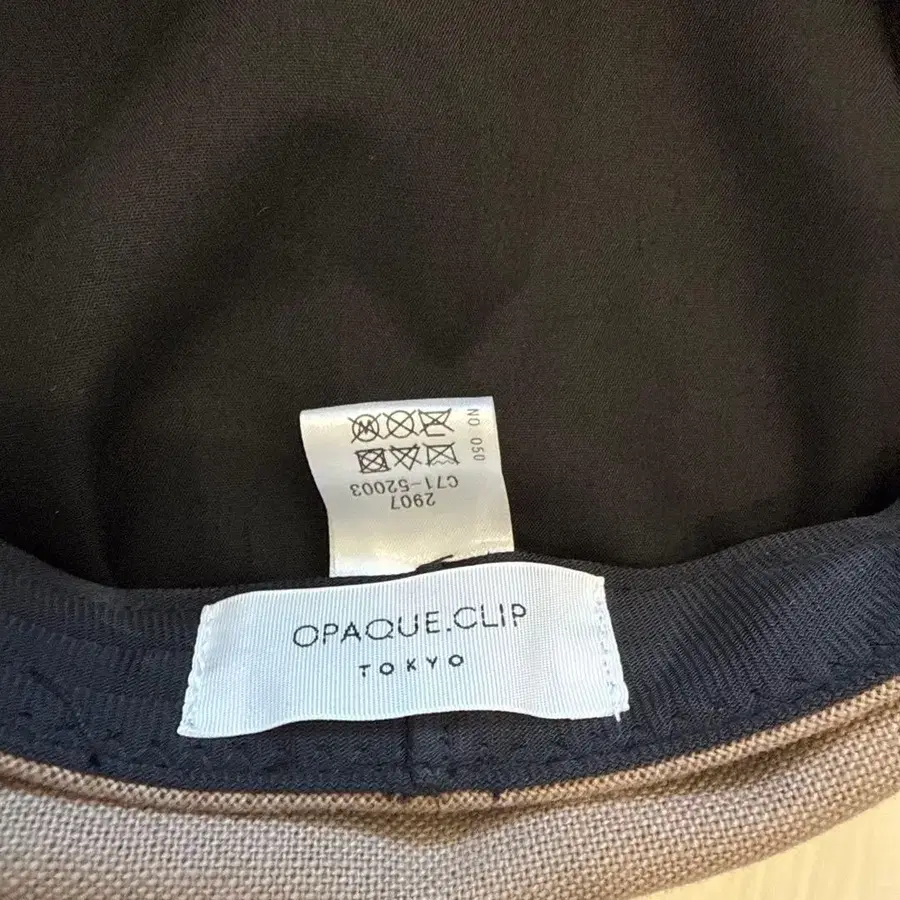 2907
C71-52003
NO 050
OPAQUE.CLIP
TOKYO